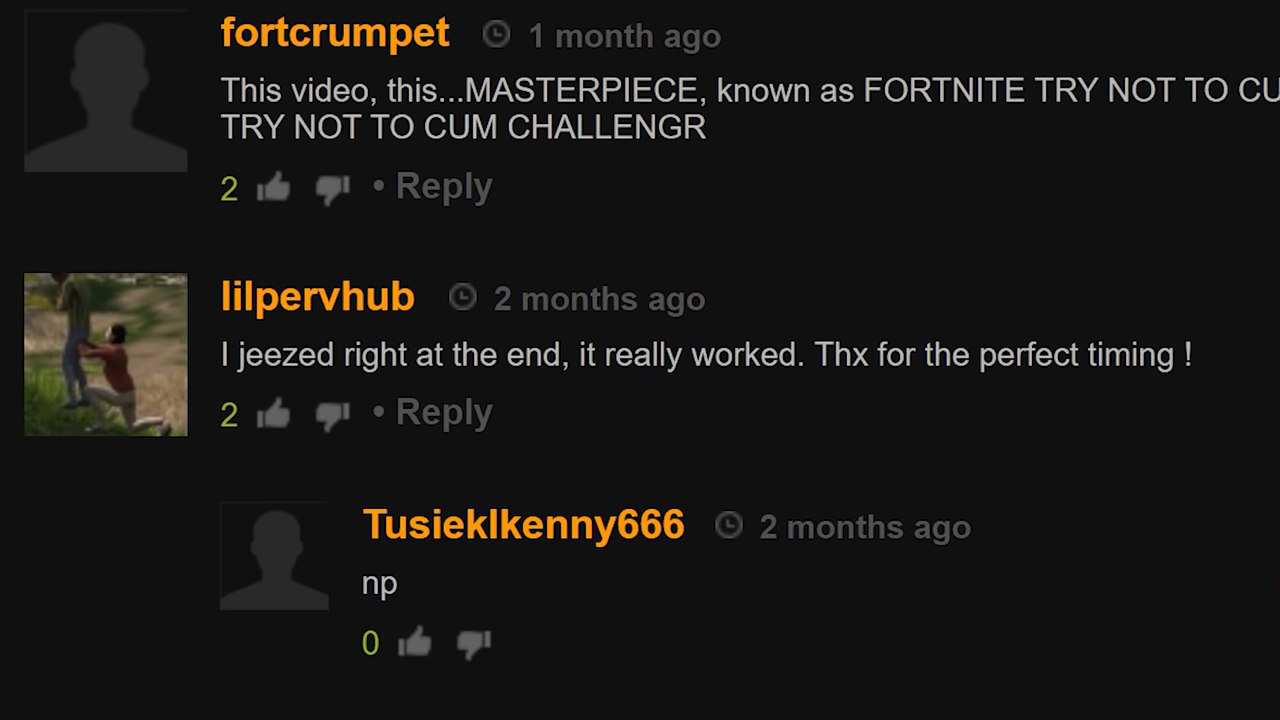 fortcrumpet 1 month ago
This video, this...MASTERPIECE, known as FORTNITE TRY NOT TO CU
TRY NOT TO CUM CHALLENGR
2 • Reply
lilpervhub 2 months ago
I jeezed right at the end, it really worked. Thx for the perfect timing !
2 • Reply
Tusieklkenny666 2 months ago
np
0